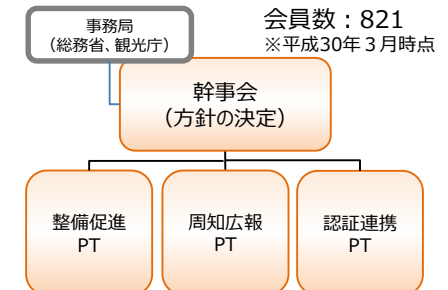 事務局
（総務省、観光庁）
会員数：821
※平成30年３月時点
幹事会
（方針の決定）
整備促進
PT
周知広報
PT
認証連携
PT